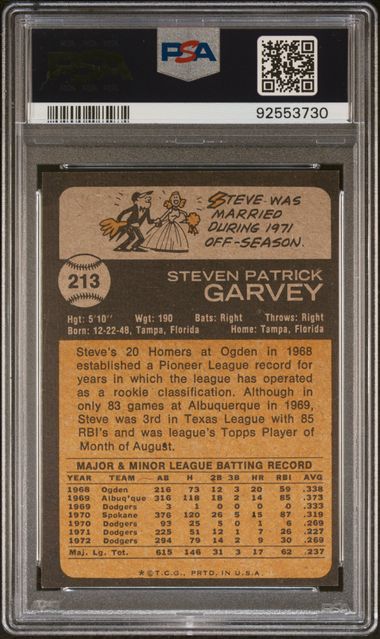 PSA
92553730
STEVE WAS
MARRIED
DURING 1971
OFF-SEASON.
213
STEVEN PATRICK
GARVEY
Hgt: 5'10" Wgt: 190 Bats: Right Throws: Right
Born: 12-22-48, Tampa, Florida Home: Tampa, Florida
Steve's 20 Homers at Ogden in 1968
established a Pioneer League record for
years in which the league has operated
as a rookie classification. Although in
only 83 games at Albuquerque in 1969,
Steve was 3rd in Texas League with 85
RBI's and was league's Topps Player of
Month of August.
MAJOR & MINOR LEAGUE BATTING RECORD
YEAR TEAM AB H 2B 3B HR RBI AVG
1968 Ogden 216 73 12 3 20 59 .338
1969 Albuq'que 316 118 18 2 14 85 .373
1969 Dodgers 3 1 0 0 0 0 .333
1970 Spokane 376 120 26 5 15 87 .319
1970 Dodgers 93 25 5 0 1 6 .269
1971 Dodgers 225 51 12 1 7 26 .227
1972 Dodgers 294 79 14 2 9 30 .269
Maj. Lg. Tot. 615 146 31 3 17 62 .237
*©T.C.G., PRTD. IN U.S.A.